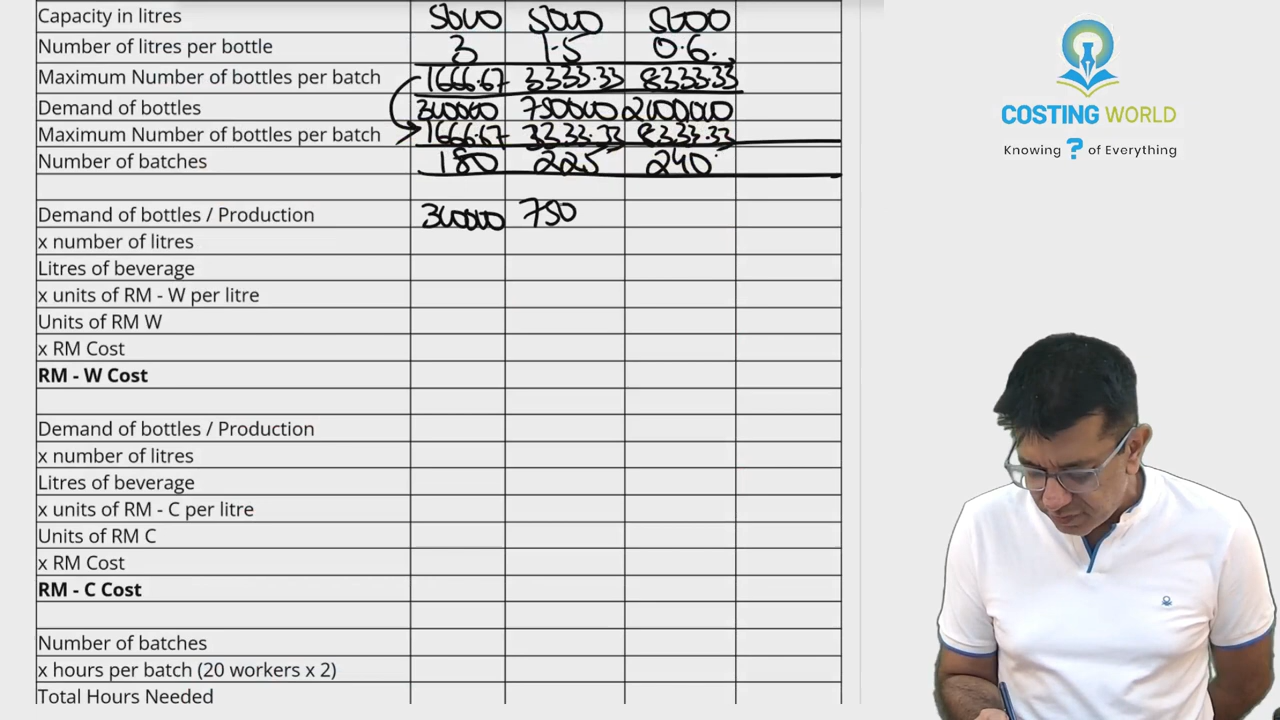 Capacity in litres 5000 5000 5000
Number of litres per bottle 3 1.5 0.6.
Maximum Number of bottles per batch 1666.67 3333.33 8333.33
Demand of bottles 300000 750000 2000000
Maximum Number of bottles per batch 1666.67 3333.33 8333.33
Number of batches 180 225 240
Demand of bottles / Production 300000 750
x number of litres
Litres of beverage
x units of RM - W per litre
Units of RM W
x RM Cost
RM - W Cost
Demand of bottles / Production
x number of litres
Litres of beverage
x units of RM - C per litre
Units of RM C
x RM Cost
RM - C Cost
Number of batches
x hours per batch (20 workers x 2)
Total Hours Needed
COSTING WORLD
Knowing ? of Everything